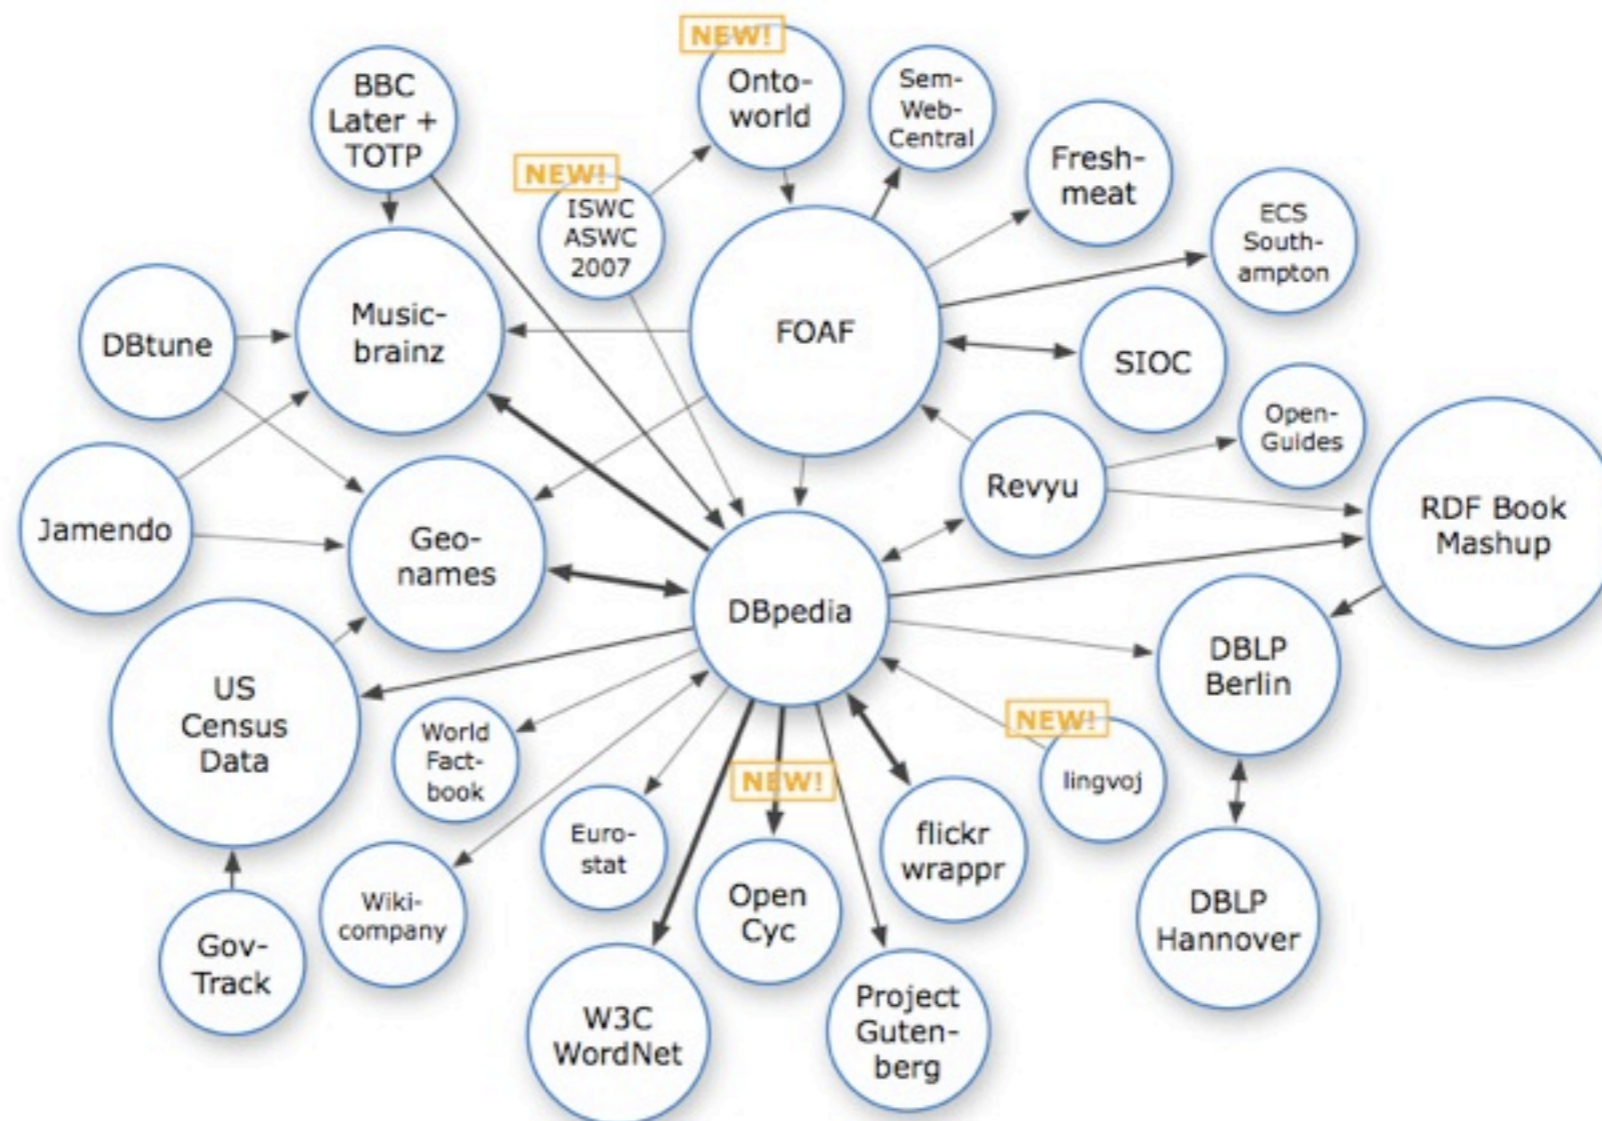 NEW!
BBC
Later +
TOTP
Onto-
world
Sem-
Web-
Central
Fresh-
meat
NEW!
ISWC
ASWC
2007
ECS
South-
ampton
DBtune
Music-
brainz
FOAF
SIOC
Open-
Guides
Revyu
RDF Book
Mashup
Jamendo
Geo-
names
DBpedia
DBLP
Berlin
US
Census
Data
World
Fact-
book
NEW!
lingvoj
NEW!
Euro-
stat
flickr
wrappr
Open
Cyc
Wiki-
company
DBLP
Hannover
Gov-
Track
W3C
WordNet
Project
Guten-
berg